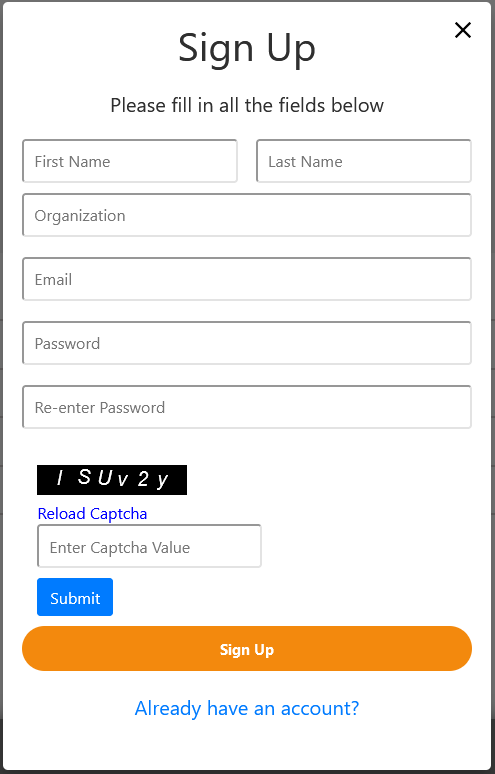 Sign Up
Please fill in all the fields below
First Name Last Name
Organization
Email
Password
Re-enter Password
I S U v 2 y
Reload Captcha
Enter Captcha Value
Submit
Sign Up
Already have an account?